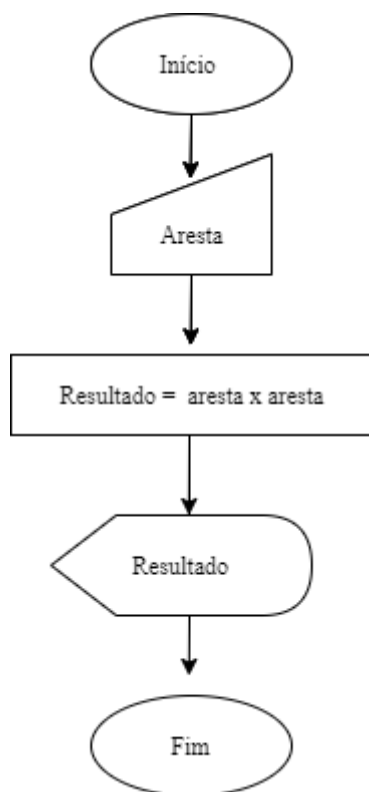 Início
Aresta
Resultado = aresta x aresta
Resultado
Fim